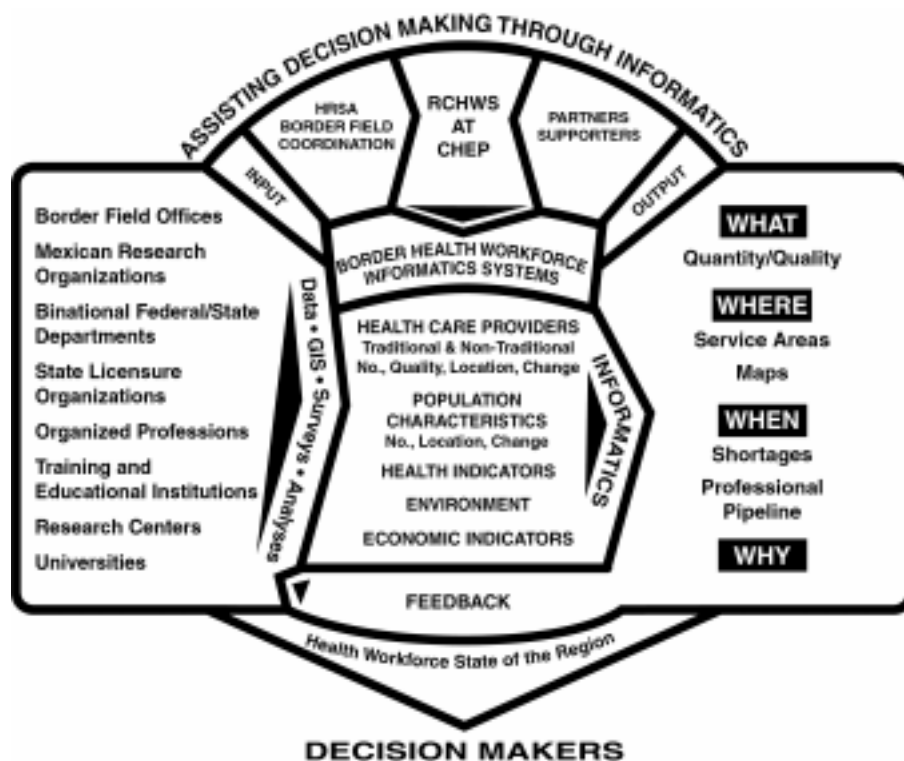 ASSISTING DECISION MAKING THROUGH INFORMATICS
HRSA
BORDER FIELD
COORDINATION
RCHWS
AT
CHEP
PARTNERS
SUPPORTERS
INPUT
OUTPUT
Border Field Offices
Mexican Research
Organizations
Binational Federal/State
Departments
State Licensure
Organizations
Organized Professions
Training and
Educational Institutions
Research Centers
Universities
Data • GIS • Surveys • Analyses
BORDER HEALTH WORKFORCE
INFORMATICS SYSTEMS
HEALTH CARE PROVIDERS
Traditional & Non-Traditional
No., Quality, Location, Change
POPULATION
CHARACTERISTICS
No., Location, Change
HEALTH INDICATORS
ENVIRONMENT
ECONOMIC INDICATORS
INFORMATICS
WHAT
Quantity/Quality
WHERE
Service Areas
Maps
WHEN
Shortages
Professional
Pipeline
WHY
FEEDBACK
Health Workforce State of the Region
DECISION MAKERS